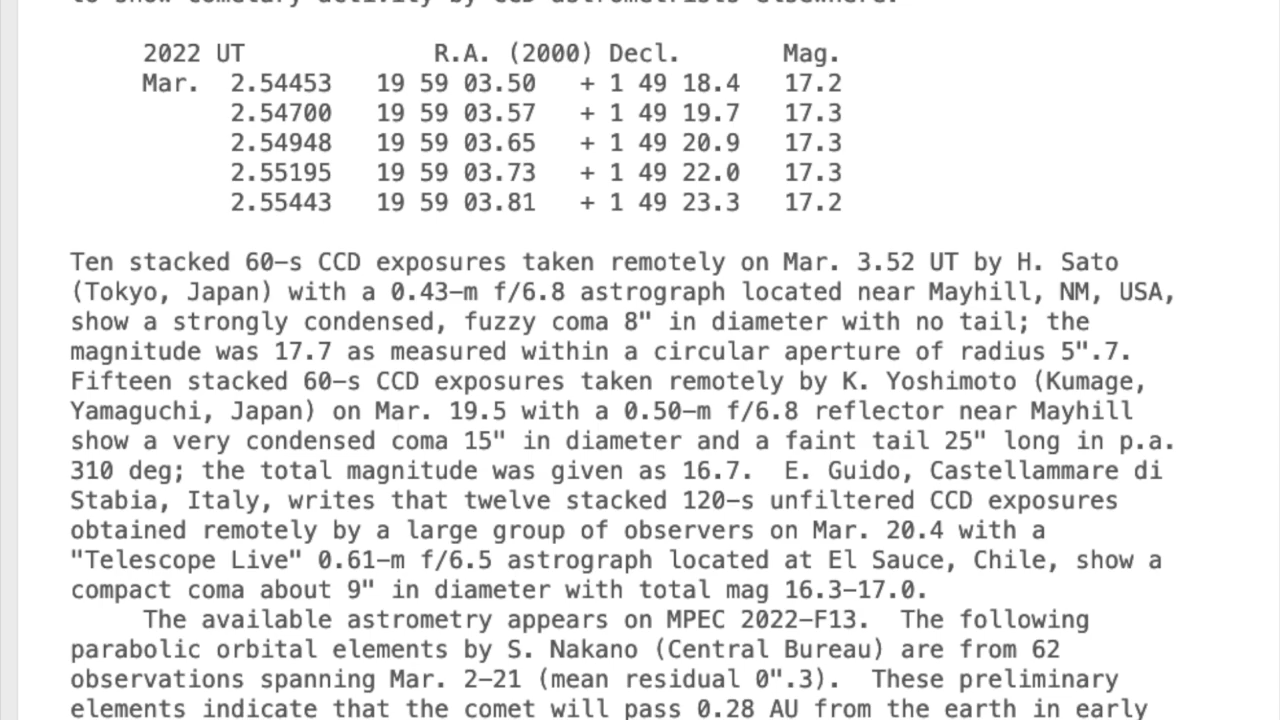 to show cometary activity by CCD astrometrists elsewhere.
2022 UT R.A. (2000) Decl. Mag.
Mar. 2.54453 19 59 03.50 + 1 49 18.4 17.2
2.54700 19 59 03.57 + 1 49 19.7 17.3
2.54948 19 59 03.65 + 1 49 20.9 17.3
2.55195 19 59 03.73 + 1 49 22.0 17.3
2.55443 19 59 03.81 + 1 49 23.3 17.2
Ten stacked 60-s CCD exposures taken remotely on Mar. 3.52 UT by H. Sato
(Tokyo, Japan) with a 0.43-m f/6.8 astrograph located near Mayhill, NM, USA,
show a strongly condensed, fuzzy coma 8" in diameter with no tail; the
magnitude was 17.7 as measured within a circular aperture of radius 5".7.
Fifteen stacked 60-s CCD exposures taken remotely by K. Yoshimoto (Kumage,
Yamaguchi, Japan) on Mar. 19.5 with a 0.50-m f/6.8 reflector near Mayhill
show a very condensed coma 15" in diameter and a faint tail 25" long in p.a.
310 deg; the total magnitude was given as 16.7. E. Guido, Castellammare di
Stabia, Italy, writes that twelve stacked 120-s unfiltered CCD exposures
obtained remotely by a large group of observers on Mar. 20.4 with a
"Telescope Live" 0.61-m f/6.5 astrograph located at El Sauce, Chile, show a
compact coma about 9" in diameter with total mag 16.3-17.0.
The available astrometry appears on MPEC 2022-F13. The following
parabolic orbital elements by S. Nakano (Central Bureau) are from 62
observations spanning Mar. 2-21 (mean residual 0".3). These preliminary
elements indicate that the comet will pass 0.28 AU from the earth in early